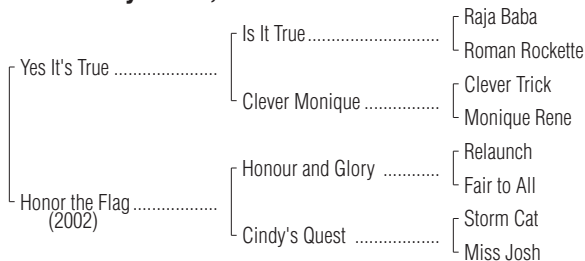 Raja Baba
Is It True
Roman Rockette
Yes It's True
Clever Trick
Clever Monique
Monique Rene
Relaunch
Honour and Glory
Fair to All
Honor the Flag
(2002)
Storm Cat
Cindy's Quest
Miss Josh